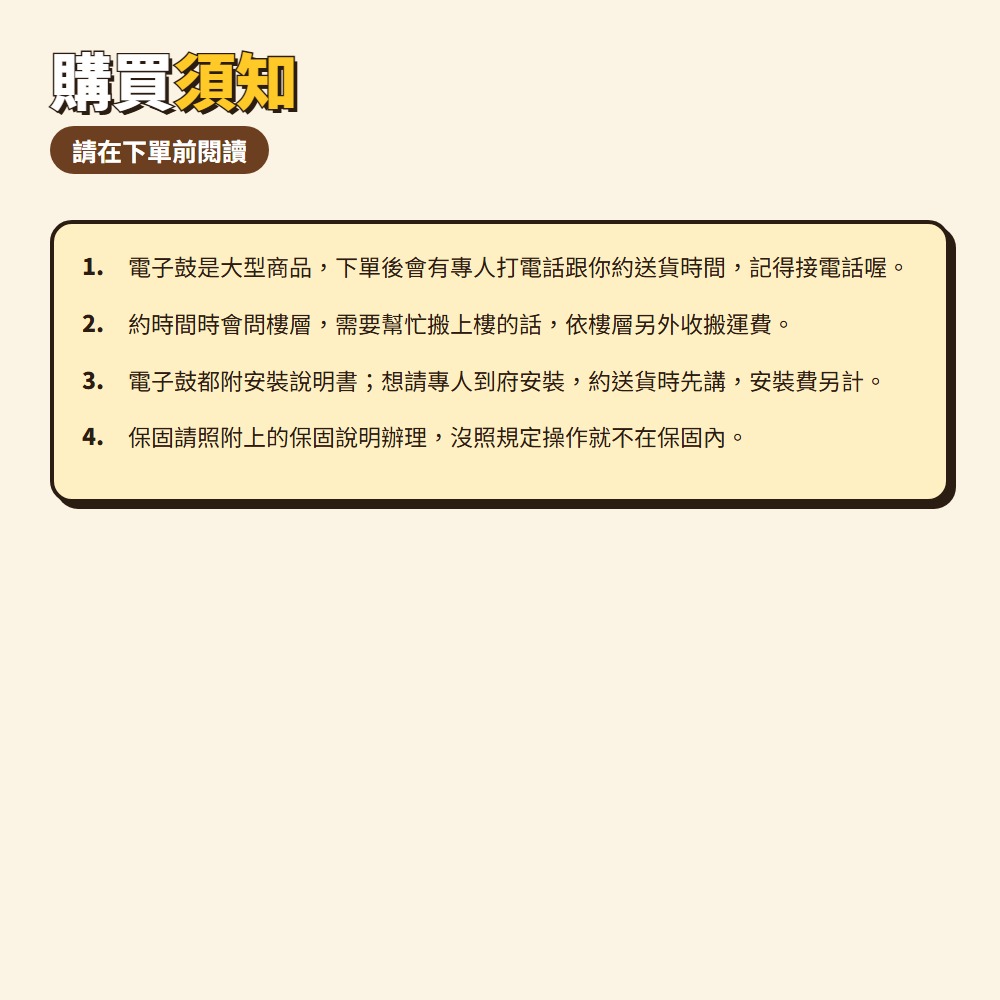 購買須知
請在下單前閱讀
1. 電子鼓是大型商品，下單後會有專人打電話跟你約送貨時間，記得接電話喔。
2. 約時間時會問樓層，需要幫忙搬上樓的話，依樓層另外收搬運費。
3. 電子鼓都附安裝說明書；想請專人到府安裝，約送貨時先講，安裝費另計。
4. 保固請照附上的保固說明辦理，沒照規定操作就不在保固內。